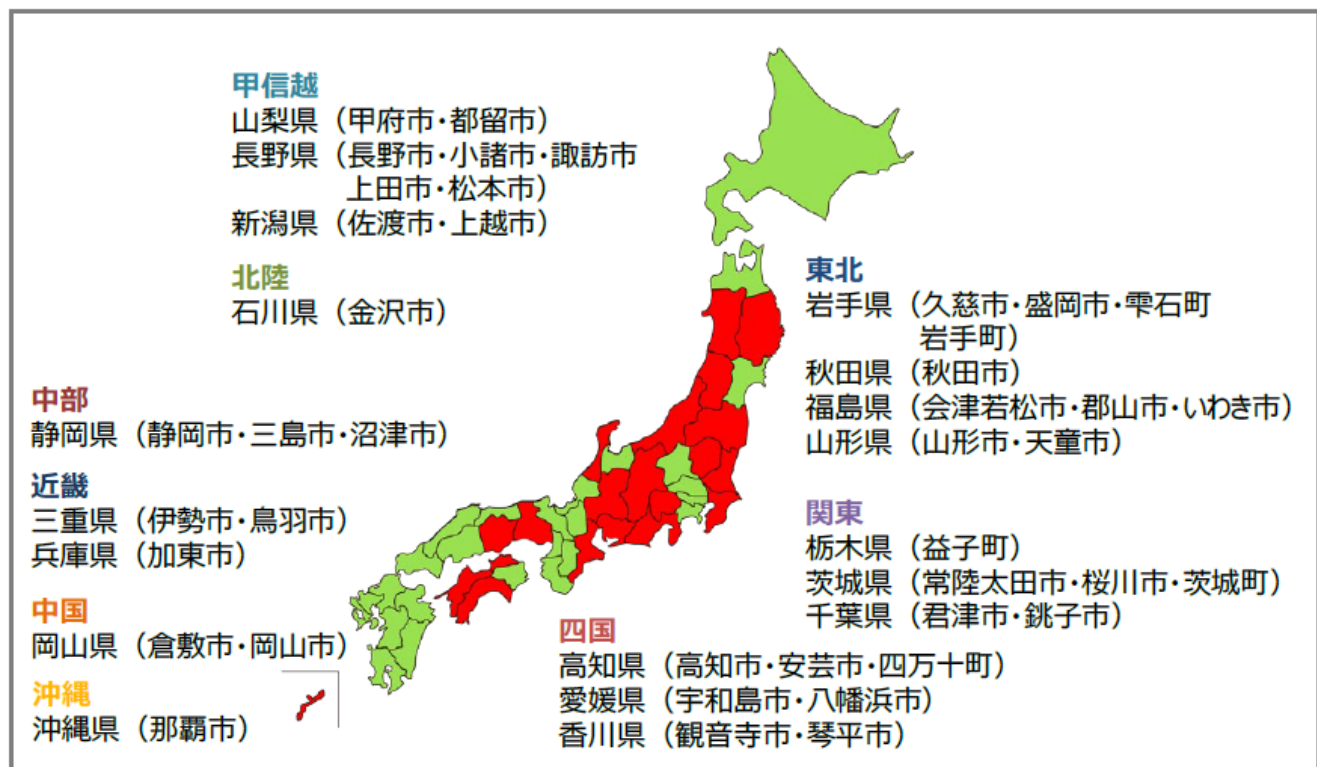 甲信越
山梨県（甲府市・都留市）
長野県（長野市・小諸市・諏訪市
上田市・松本市）
新潟県（佐渡市・上越市）
北陸
石川県（金沢市）
中部
静岡県（静岡市・三島市・沼津市）
近畿
三重県（伊勢市・鳥羽市）
兵庫県（加東市）
中国
岡山県（倉敷市・岡山市）
沖縄
沖縄県（那覇市）
東北
岩手県（久慈市・盛岡市・雫石町
岩手町）
秋田県（秋田市）
福島県（会津若松市・郡山市・いわき市）
山形県（山形市・天童市）
関東
栃木県（益子町）
茨城県（常陸太田市・桜川市・茨城町）
千葉県（君津市・銚子市）
四国
高知県（高知市・安芸市・四万十町）
愛媛県（宇和島市・八幡浜市）
香川県（観音寺市・琴平市）